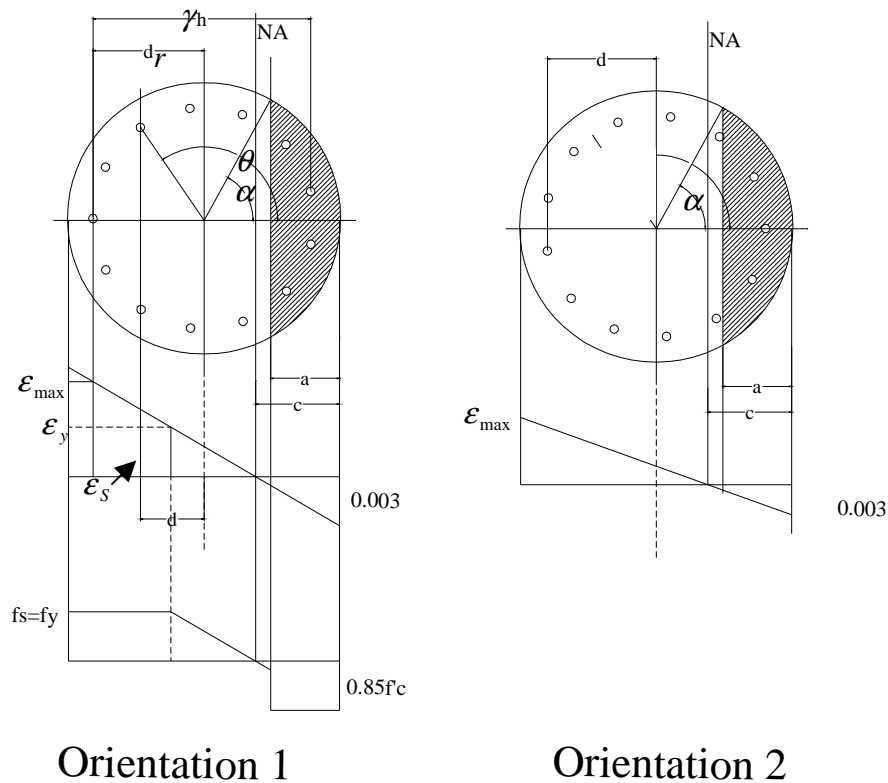 γh
NA
dr
θ
α
a
c
εmax
εy
εS
d
0.003
fs=fy
0.85f'c
Orientation 1
NA
d
α
a
c
εmax
0.003
Orientation 2